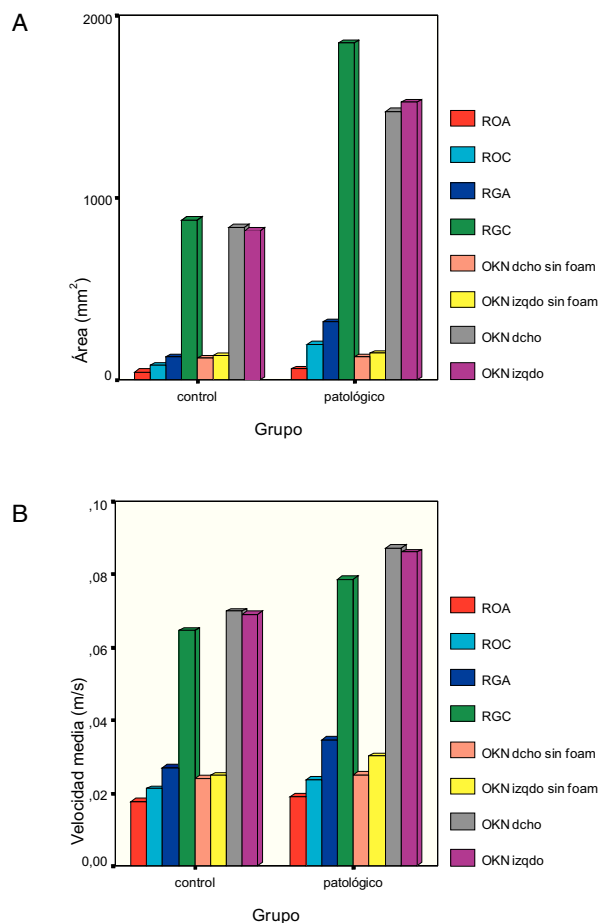 A
2000
1000
0
Área (mm²)
control
patológico
Grupo
ROA
ROC
RGA
RGC
OKN dcho sin foam
OKN izqdo sin foam
OKN dcho
OKN izqdo
B
,10
,08
,06
,04
,02
0,00
Velocidad media (m/s)
control
patológico
Grupo
ROA
ROC
RGA
RGC
OKN dcho sin foam
OKN izqdo sin foam
OKN dcho
OKN izqdo